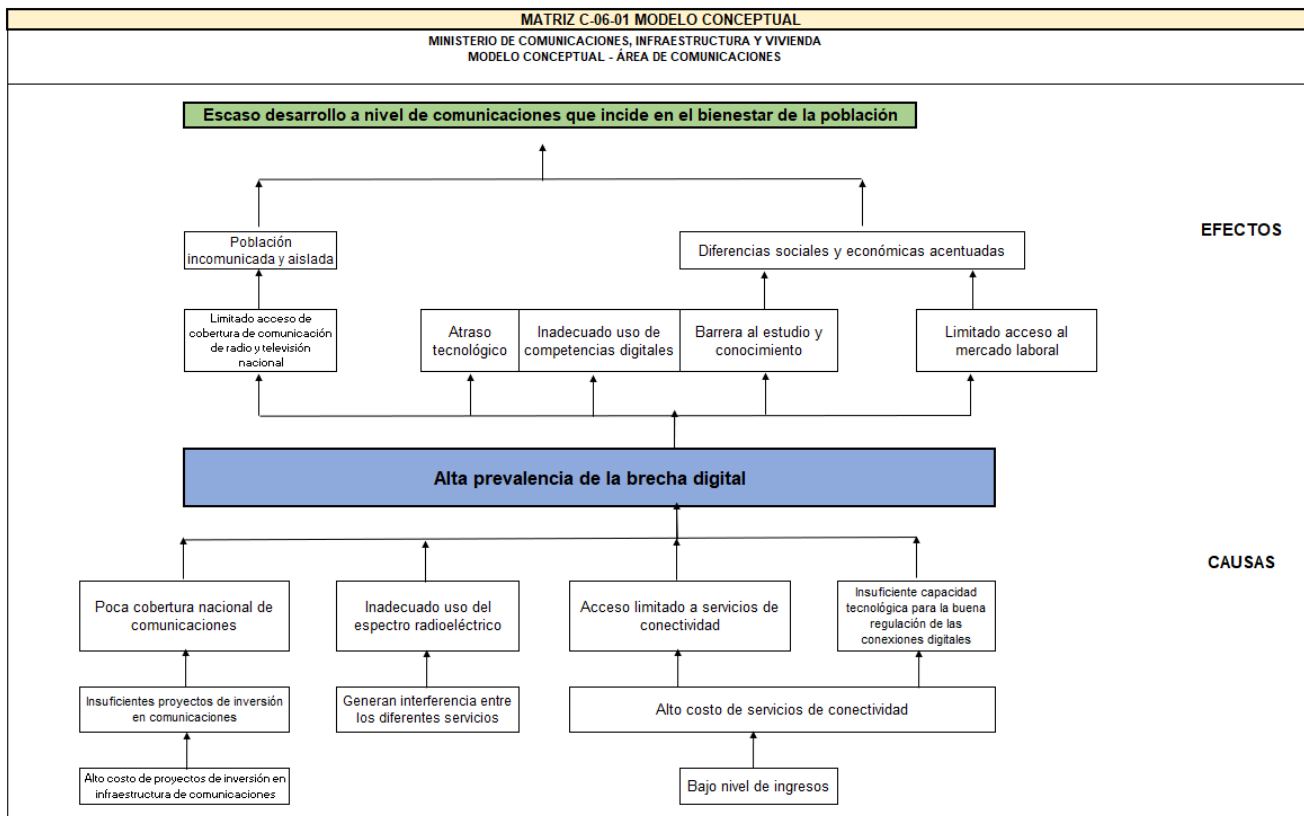 MATRIZ C-06-01 MODELO CONCEPTUAL
MINISTERIO DE COMUNICACIONES, INFRAESTRUCTURA Y VIVIENDA
MODELO CONCEPTUAL - ÁREA DE COMUNICACIONES
Escaso desarrollo a nivel de comunicaciones que incide en el bienestar de la población
EFECTOS
Población
incomunicada y aislada
Diferencias sociales y económicas acentuadas
Limitado acceso de
cobertura de comunicación
de radio y televisión
nacional
Atraso
tecnológico
Inadecuado uso de
competencias digitales
Barrera al estudio y
conocimiento
Limitado acceso al
mercado laboral
Alta prevalencia de la brecha digital
CAUSAS
Poca cobertura nacional de
comunicaciones
Inadecuado uso del
espectro radioeléctrico
Acceso limitado a servicios de
conectividad
Insuficiente capacidad
tecnológica para la buena
regulación de las
conexiones digitales
Insuficientes proyectos de inversión
en comunicaciones
Generan interferencia entre
los diferentes servicios
Alto costo de servicios de conectividad
Alto costo de proyectos de inversión en
infraestructura de comunicaciones
Bajo nivel de ingresos